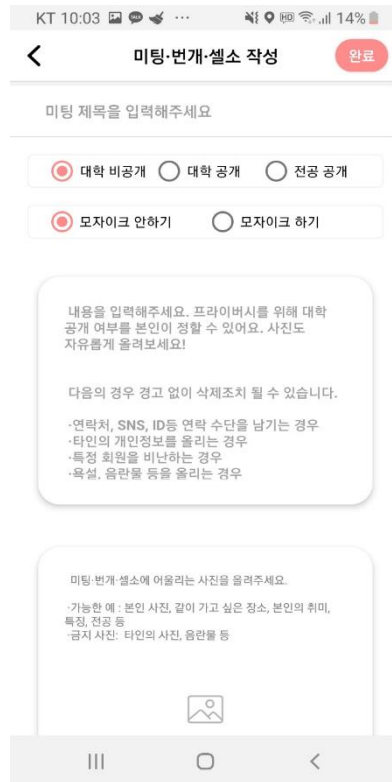 KT 10:03 14%
미팅·번개·셀소 작성
완료
미팅 제목을 입력해주세요
대학 비공개 대학 공개 전공 공개
모자이크 안하기 모자이크 하기
내용을 입력해주세요. 프라이버시를 위해 대학
공개 여부를 본인이 정할 수 있어요. 사진도
자유롭게 올려보세요!
다음의 경우 경고 없이 삭제조치 될 수 있습니다.
·연락처, SNS, ID등 연락 수단을 남기는 경우
·타인의 개인정보를 올리는 경우
·특정 회원을 비난하는 경우
·욕설, 음란물 등을 올리는 경우
미팅·번개·셀소에 어울리는 사진을 올려주세요.
·가능한 예 : 본인 사진, 같이 가고 싶은 장소, 본인의 취미,
특징, 전공 등
·금지 사진: 타인의 사진, 음란물 등